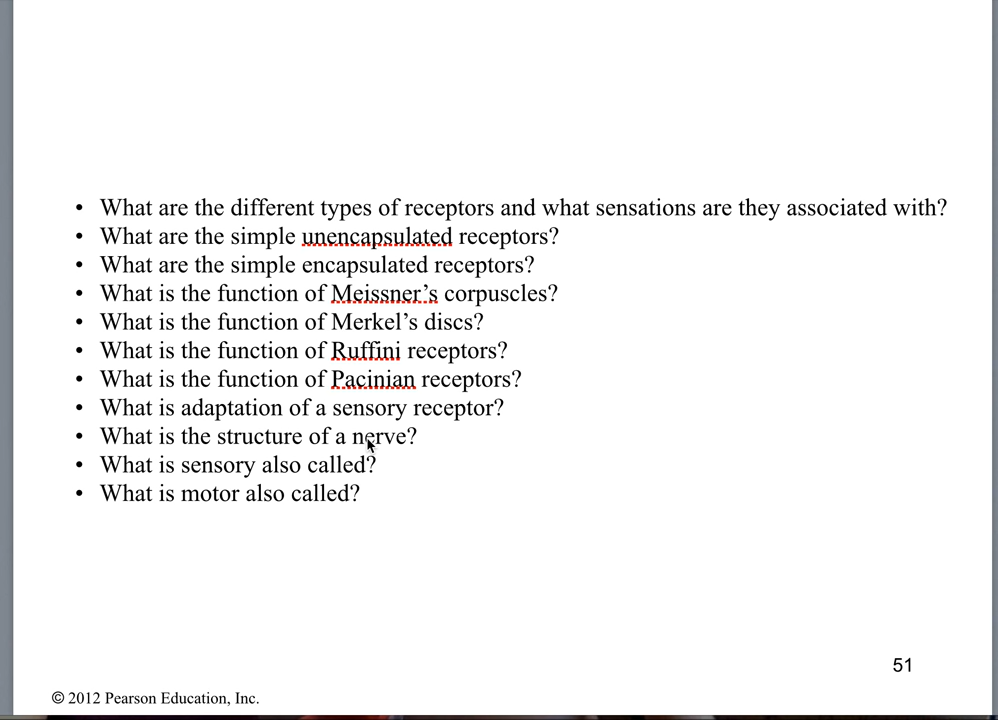 • What are the different types of receptors and what sensations are they associated with?
• What are the simple unencapsulated receptors?
• What are the simple encapsulated receptors?
• What is the function of Meissner’s corpuscles?
• What is the function of Merkel’s discs?
• What is the function of Ruffini receptors?
• What is the function of Pacinian receptors?
• What is adaptation of a sensory receptor?
• What is the structure of a nerve?
• What is sensory also called?
• What is motor also called?
51
© 2012 Pearson Education, Inc.